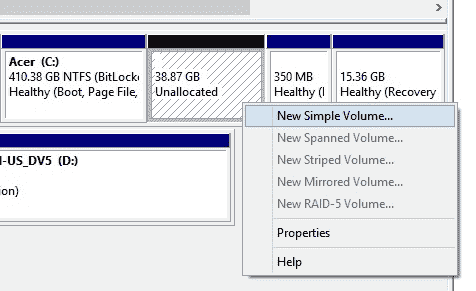 Acer (C:)
410.38 GB NTFS (BitLocke
Healthy (Boot, Page File,
38.87 GB
Unallocated
350 MB
Healthy (I
15.36 GB
Healthy (Recovery
New Simple Volume...
New Spanned Volume...
New Striped Volume...
New Mirrored Volume...
New RAID-5 Volume...
Properties
Help
I-US_DV5 (D:)
ion)